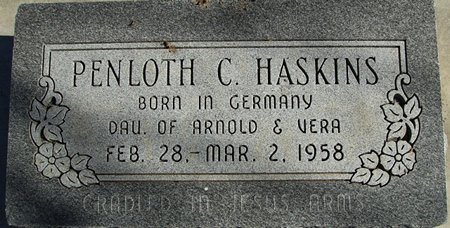 PENLOTH C. HASKINS
BORN IN GERMANY
DAU. OF ARNOLD & VERA
FEB. 28.-MAR. 2, 1958
CRADLED IN JESUS ARMS